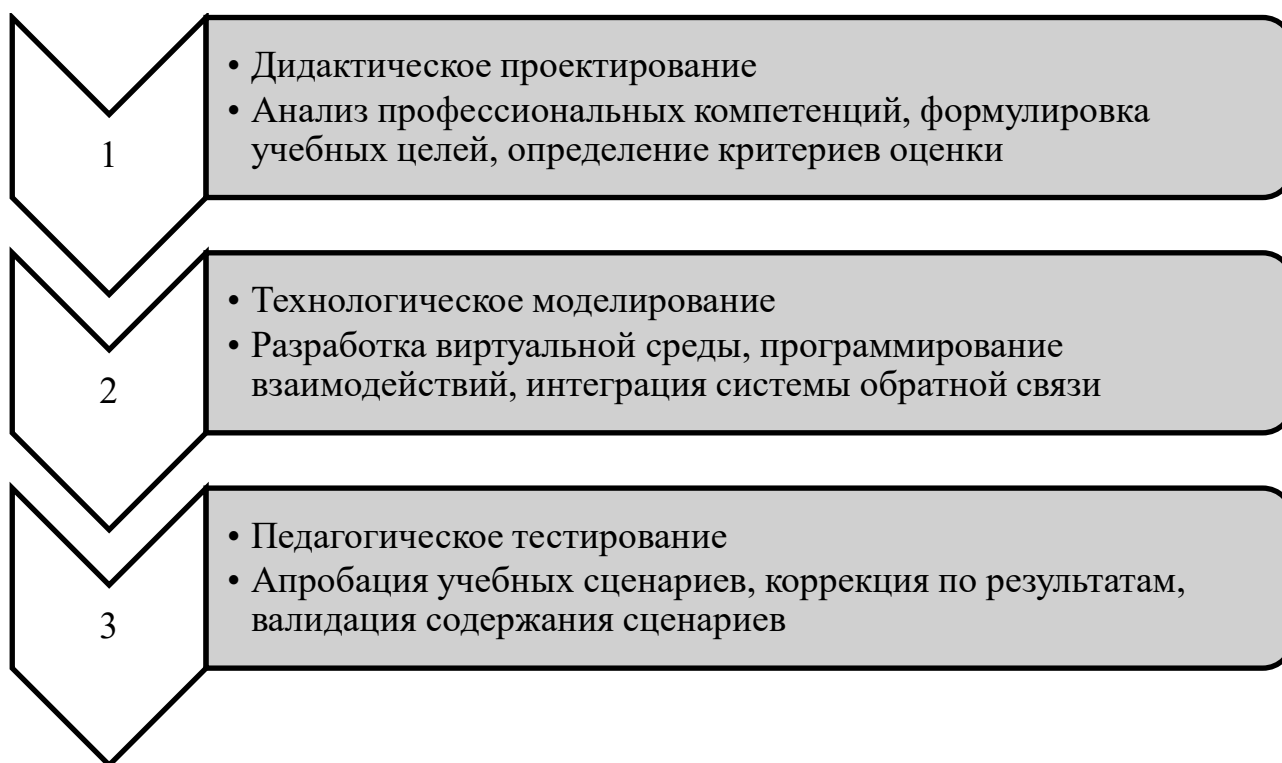 1
• Дидактическое проектирование
• Анализ профессиональных компетенций, формулировка
учебных целей, определение критериев оценки
2
• Технологическое моделирование
• Разработка виртуальной среды, программирование
взаимодействий, интеграция системы обратной связи
3
• Педагогическое тестирование
• Апробация учебных сценариев, коррекция по результатам,
валидация содержания сценариев